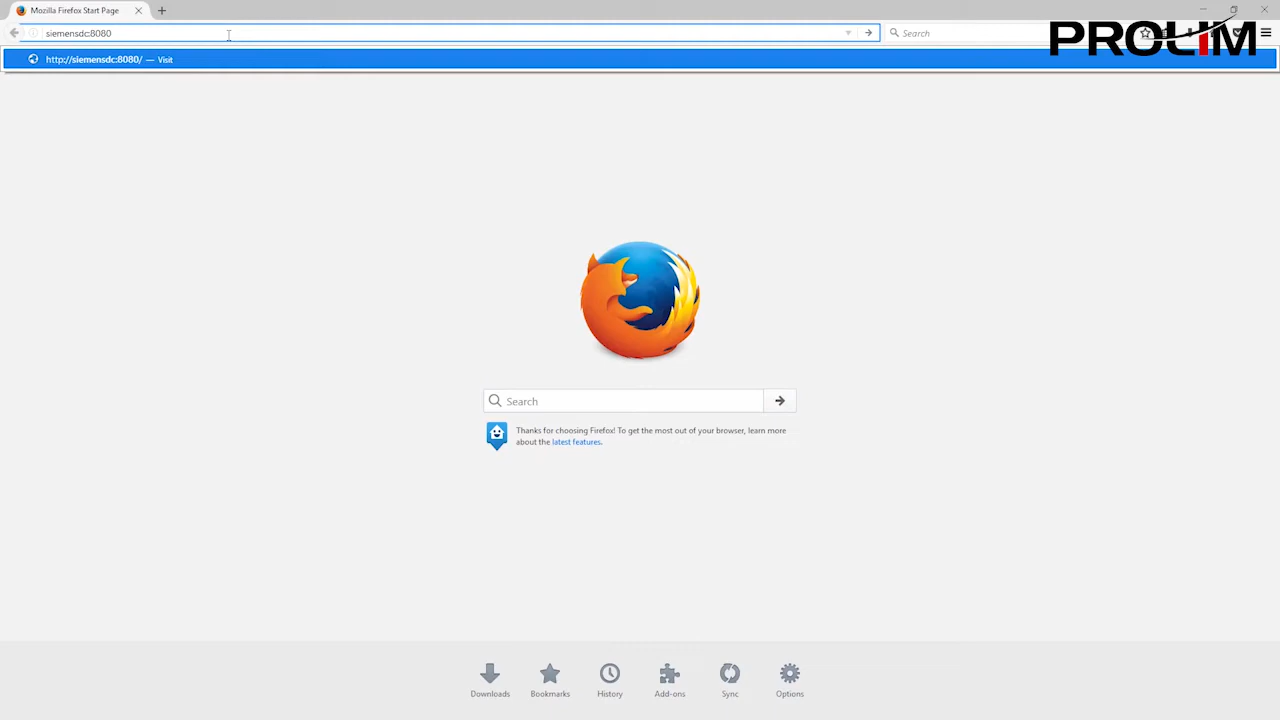 Mozilla Firefox Start Page
siemensdc:8080
Search
PROLIM
http://siemensdc:8080/ — Visit
Search
Thanks for choosing Firefox! To get the most out of your browser, learn more
about the latest features.
Downloads
Bookmarks
History
Add-ons
Sync
Options